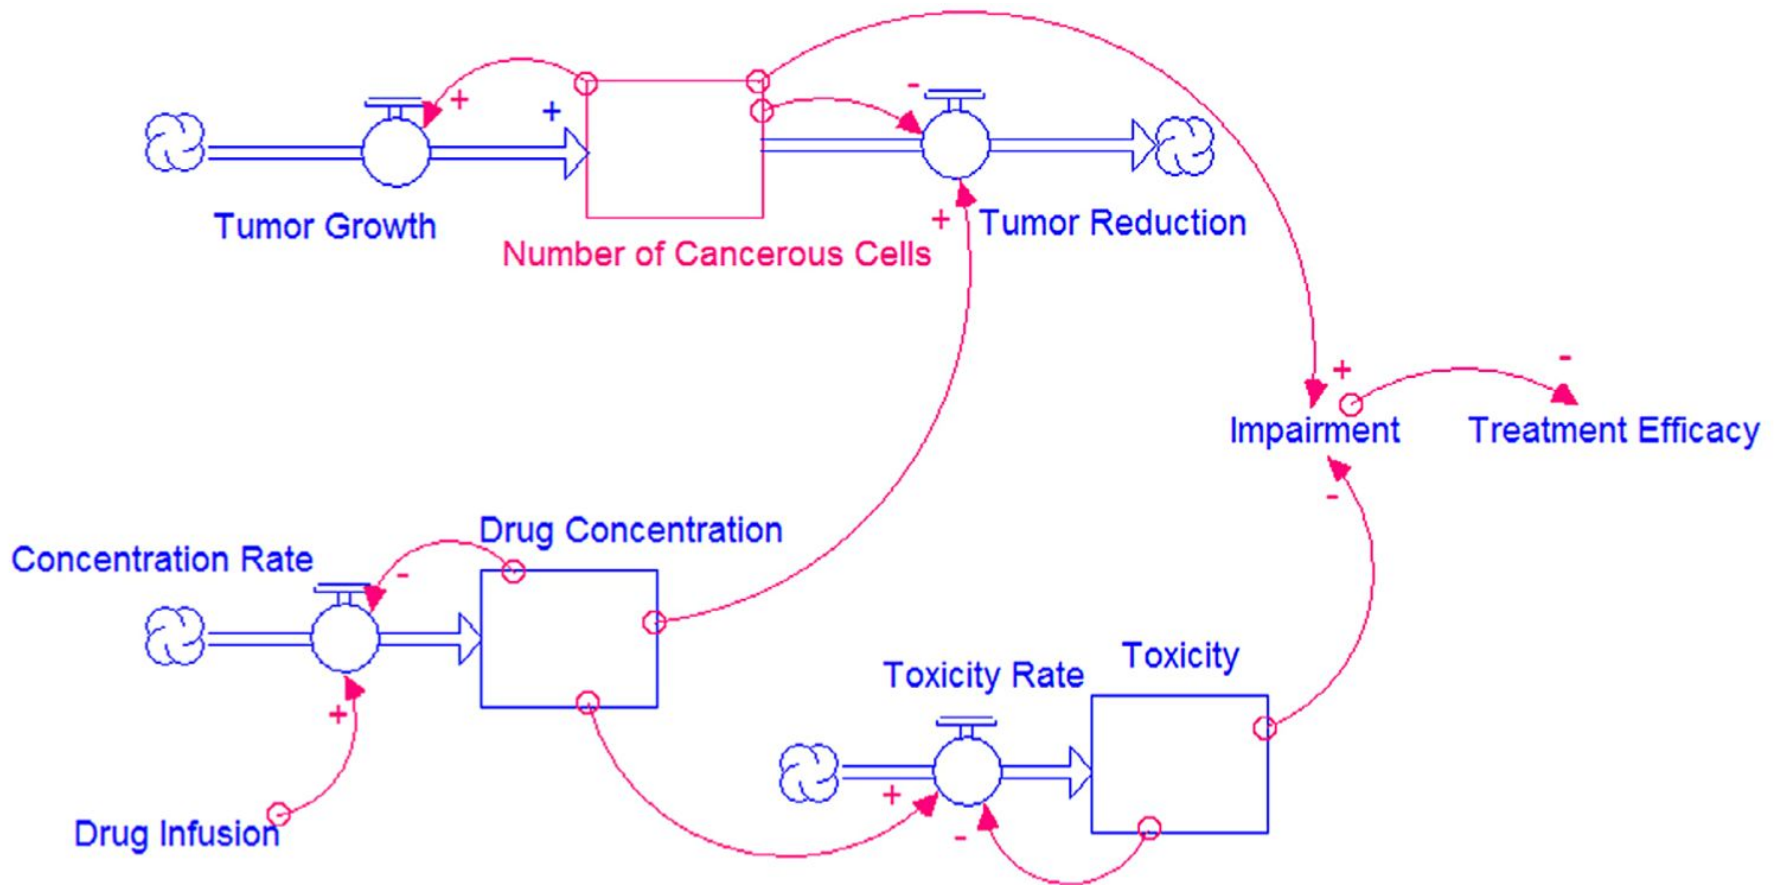 -
+
+
Tumor Growth
+
Tumor Reduction
Number of Cancerous Cells
+
-
Impairment
Treatment Efficacy
-
Drug Concentration
Concentration Rate
-
Toxicity
Toxicity Rate
+
+
Drug Infusion
-